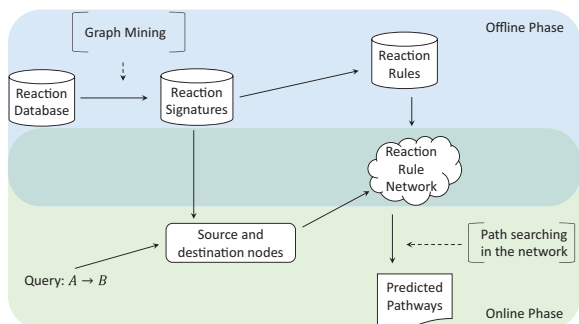 Graph Mining
Offline Phase
Reaction
Database
Reaction
Signatures
Reaction
Rules
Reaction
Rule
Network
Source and
destination nodes
Path searching
in the network
Query: A → B
Predicted
Pathways
Online Phase